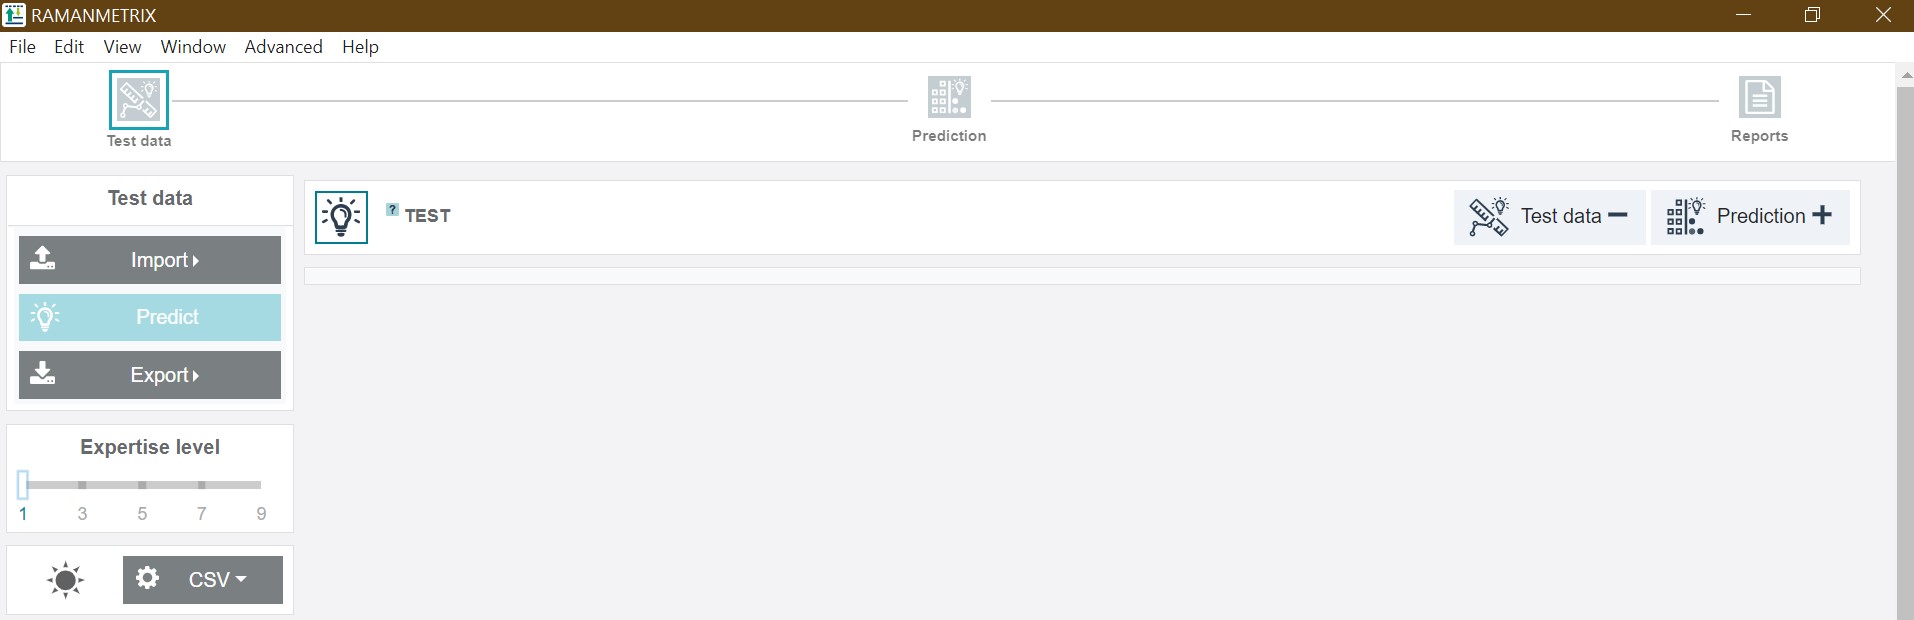 RAMANMETRIX
File Edit View Window Advanced Help
Test data
Prediction
Reports
Test data
Import
Predict
Export
Expertise level
1 3 5 7 9
CSV
? TEST
Test data
Prediction